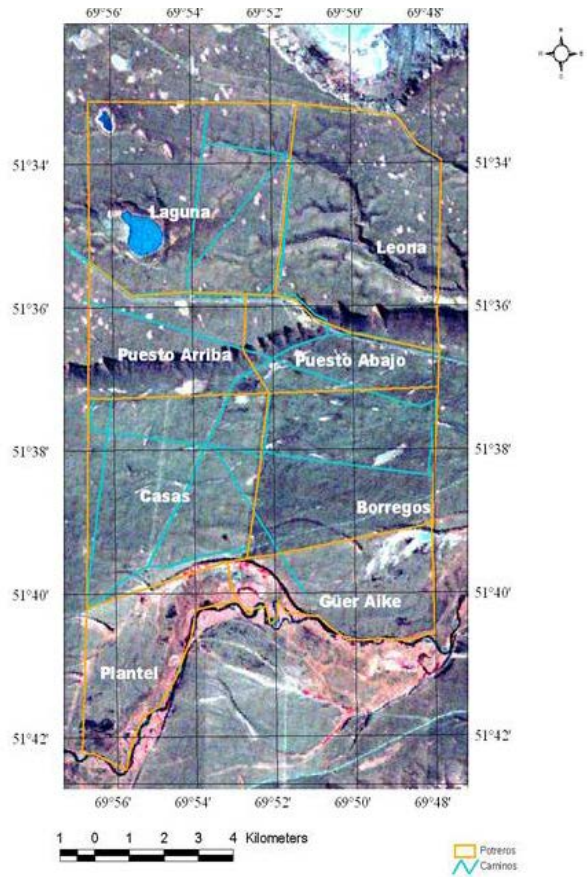 69°56' 69°54' 69°52' 69°50' 69°48'
51°34' 51°34'
Laguna
Leona
51°36' 51°36'
Puesto Arriba
Puesto Abajo
51°38' 51°38'
Casas
Borregos
51°40' 51°40'
Güer Aike
Plantel
51°42' 51°42'
69°56' 69°54' 69°52' 69°50' 69°48'
1 0 1 2 3 4 Kilometers
Potreros
Caminos